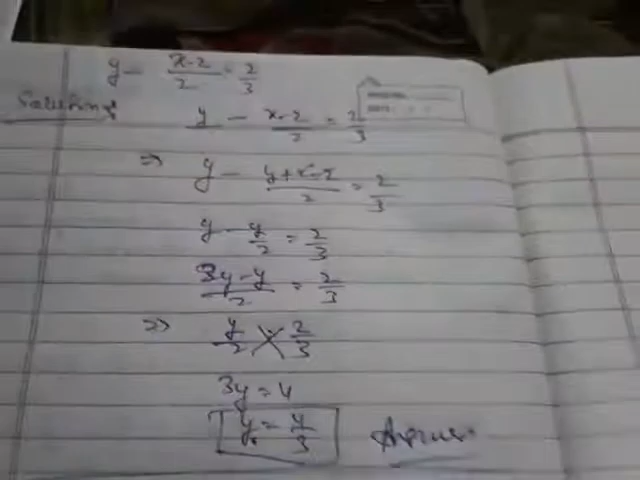 y - x-2/2 = 2/3
Solution:
y - x-2/2 = 2/3
⇒ y - y+x-2/2 = 2/3
y - y/2 = 2/3
3y-y/2 = 2/3
⇒ y/2 × 2/3
3y = 4
y = 4/3 Answer